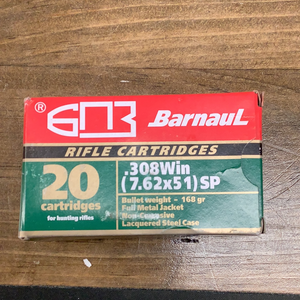 ® БПЗ Barnaul
RIFLE CARTRIDGES
20
cartridges
for hunting rifles
.308Win
(7.62x51) SP
Bullet weight - 168 gr
Full Metal Jacket
Non-Corrosive
Lacquered Steel Case